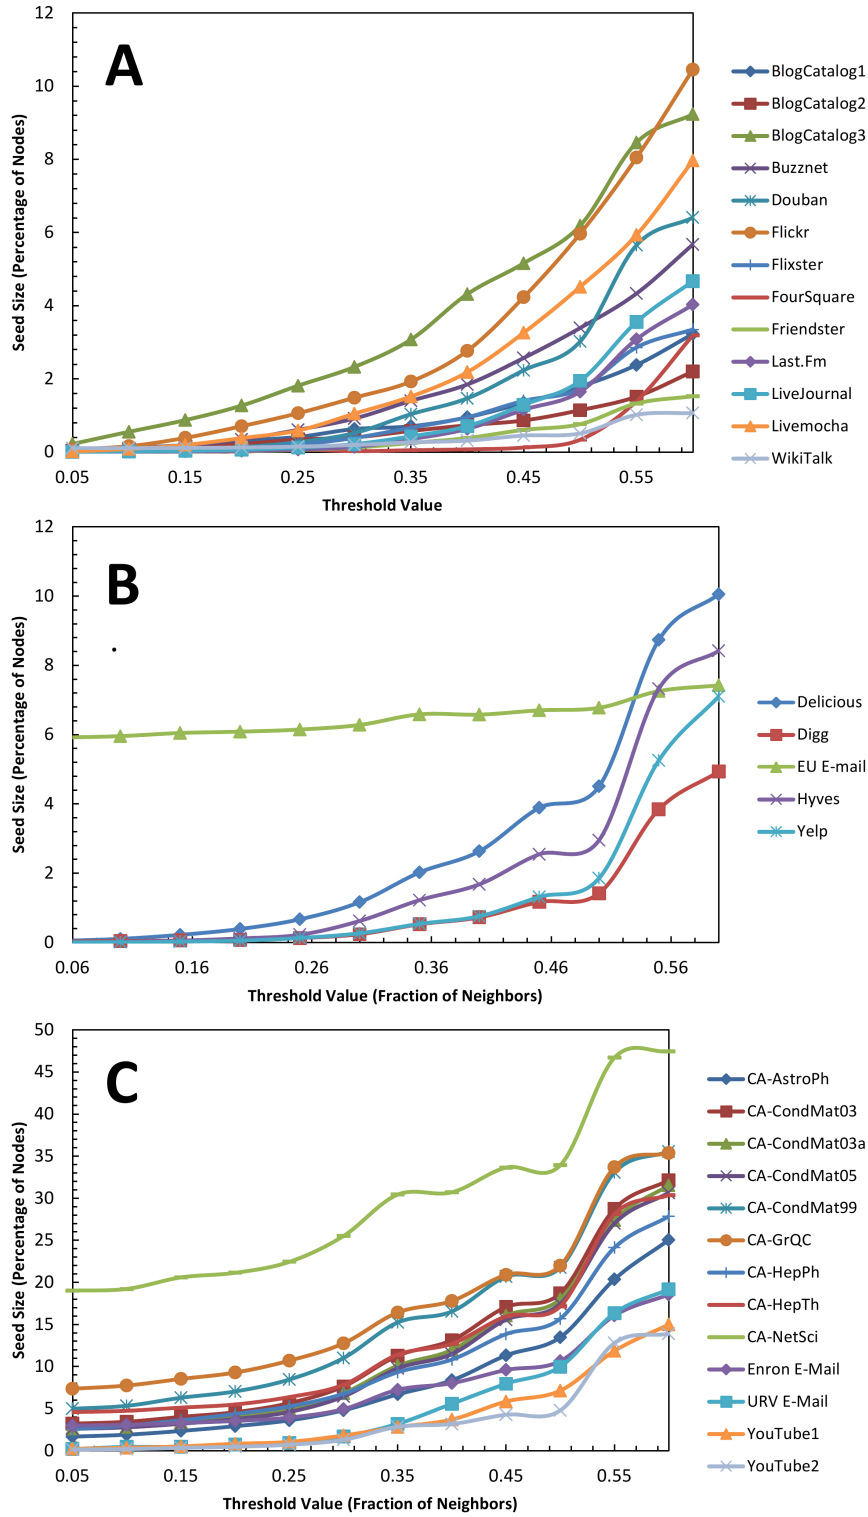 A
Seed Size (Percentage of Nodes)
12
10
8
6
4
2
0
0.05
0.15
0.25
0.35
0.45
0.55
Threshold Value
BlogCatalog1
BlogCatalog2
BlogCatalog3
Buzznet
Douban
Flickr
Flixster
FourSquare
Friendster
Last.Fm
LiveJournal
Livemocha
WikiTalk
B
Seed Size (Percentage of Nodes)
12
10
8
6
4
2
0
0.06
0.16
0.26
0.36
0.46
0.56
Threshold Value (Fraction of Neighbors)
Delicious
Digg
EU E-mail
Hyves
Yelp
C
Seed Size (Percentage of Nodes)
50
45
40
35
30
25
20
15
10
5
0
0.05
0.15
0.25
0.35
0.45
0.55
Threshold Value (Fraction of Neighbors)
CA-AstroPh
CA-CondMat03
CA-CondMat03a
CA-CondMat05
CA-CondMat99
CA-GrQC
CA-HepPh
CA-HepTh
CA-NetSci
Enron E-Mail
URV E-Mail
YouTube1
YouTube2